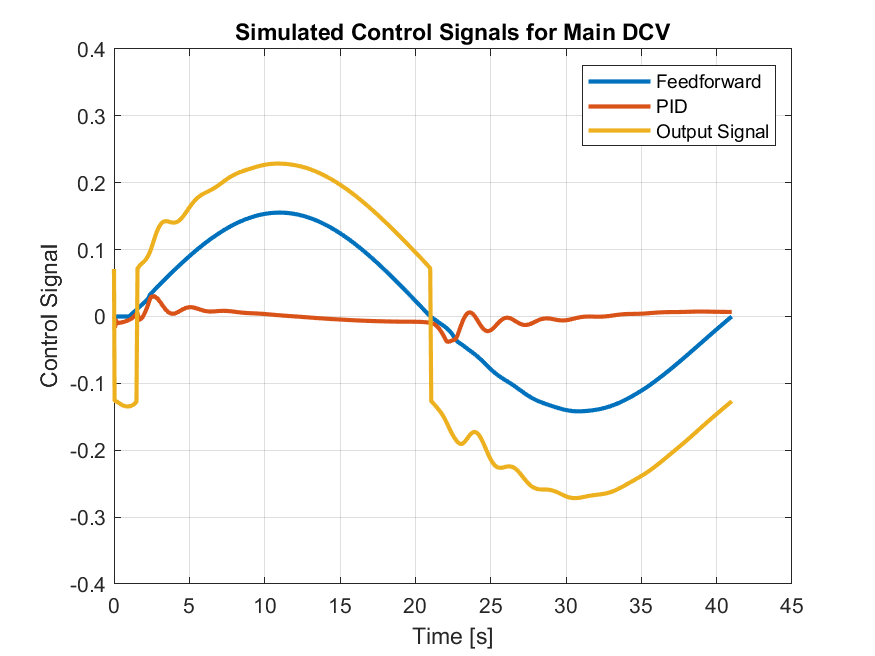 Simulated Control Signals for Main DCV
0.4
0.3
0.2
0.1
0
-0.1
-0.2
-0.3
-0.4
Control Signal
Feedforward
PID
Output Signal
0 5 10 15 20 25 30 35 40 45
Time [s]